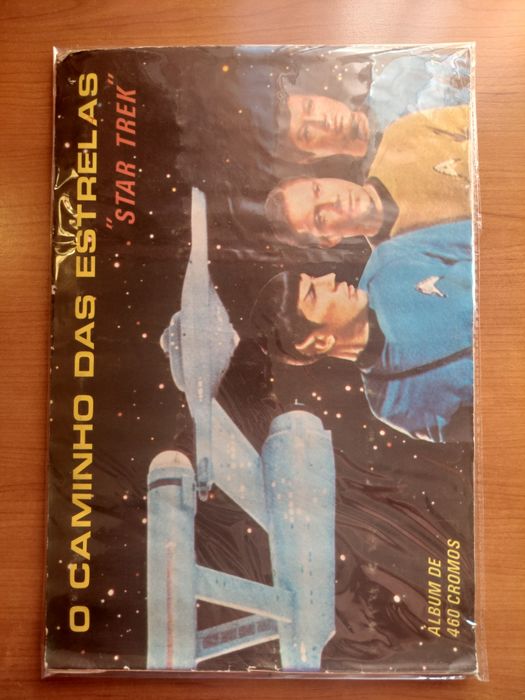 O CAMINHO DAS ESTRELAS
"STAR TREK"
ÁLBUM DE
460 CROMOS